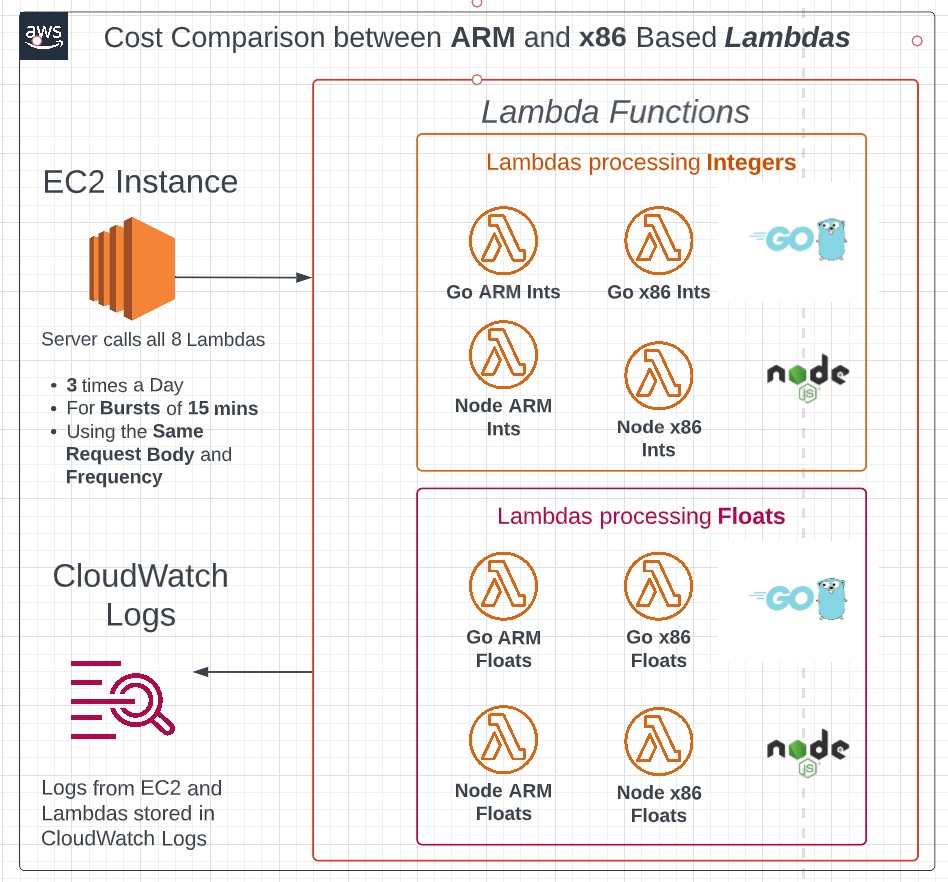 aws
Cost Comparison between ARM and x86 Based Lambdas
Lambda Functions
EC2 Instance
Server calls all 8 Lambdas
• 3 times a Day
• For Bursts of 15 mins
• Using the Same
Request Body and
Frequency
CloudWatch
Logs
Logs from EC2 and
Lambdas stored in
CloudWatch Logs
Lambdas processing Integers
Go ARM Ints
Go x86 Ints
GO
Node ARM
Ints
Node x86
Ints
node
JS
Lambdas processing Floats
Go ARM
Floats
Go x86
Floats
GO
Node ARM
Floats
Node x86
Floats
node
JS